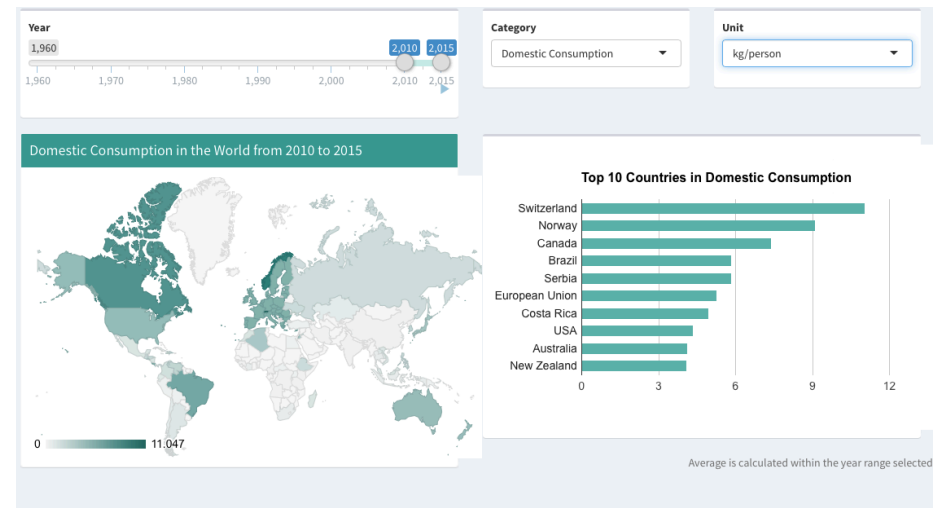 Year
1,960
2,010
2,015
1,960 1,970 1,980 1,990 2,000 2,010 2,015
Category
Domestic Consumption
Unit
kg/person
Domestic Consumption in the World from 2010 to 2015
0
11.047
Top 10 Countries in Domestic Consumption
Switzerland
Norway
Canada
Brazil
Serbia
European Union
Costa Rica
USA
Australia
New Zealand
0 3 6 9 12
Average is calculated within the year range selected